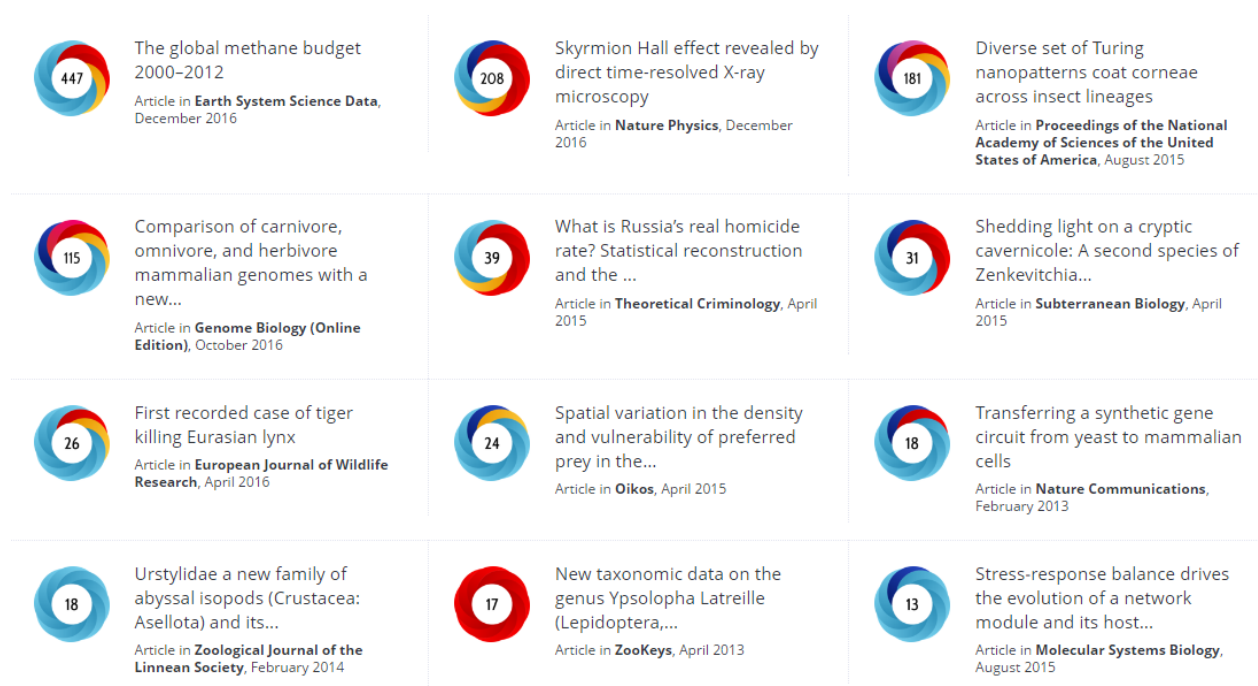 447
The global methane budget
2000–2012
Article in Earth System Science Data,
December 2016
208
Skyrmion Hall effect revealed by
direct time-resolved X-ray
microscopy
Article in Nature Physics, December
2016
181
Diverse set of Turing
nanopatterns coat corneae
across insect lineages
Article in Proceedings of the National
Academy of Sciences of the United
States of America, August 2015
115
Comparison of carnivore,
omnivore, and herbivore
mammalian genomes with a
new...
Article in Genome Biology (Online
Edition), October 2016
39
What is Russia’s real homicide
rate? Statistical reconstruction
and the ...
Article in Theoretical Criminology, April
2015
31
Shedding light on a cryptic
cavernicole: A second species of
Zenkevitchia...
Article in Subterranean Biology, April
2015
26
First recorded case of tiger
killing Eurasian lynx
Article in European Journal of Wildlife
Research, April 2016
24
Spatial variation in the density
and vulnerability of preferred
prey in the...
Article in Oikos, April 2015
18
Transferring a synthetic gene
circuit from yeast to mammalian
cells
Article in Nature Communications,
February 2013
18
Urstylidae a new family of
abyssal isopods (Crustacea:
Asellota) and its...
Article in Zoological Journal of the
Linnean Society, February 2014
17
New taxonomic data on the
genus Ypsolopha Latreille
(Lepidoptera,...
Article in ZooKeys, April 2013
13
Stress-response balance drives
the evolution of a network
module and its host...
Article in Molecular Systems Biology,
August 2015